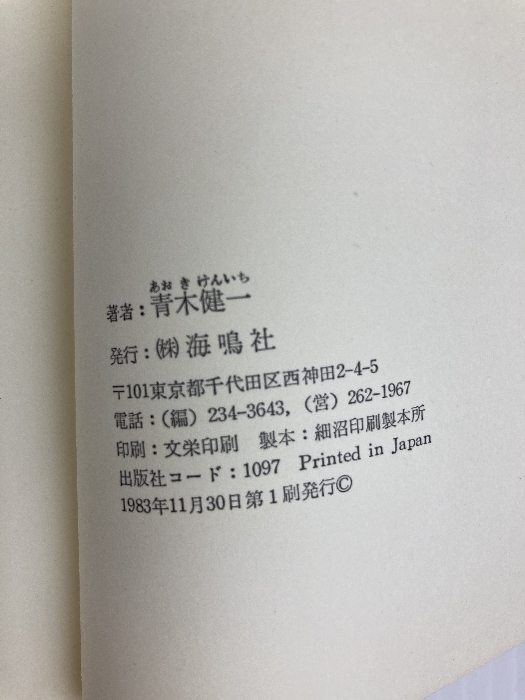 あおき けんいち
著者：青木健一
発行：㈱海鳴社
〒101東京都千代田区西神田2-4-5
電話：（編）234-3643,（営）262-1967
印刷：文栄印刷 製本：細沼印刷製本所
出版社コード：1097 Printed in Japan
1983年11月30日第1刷発行©